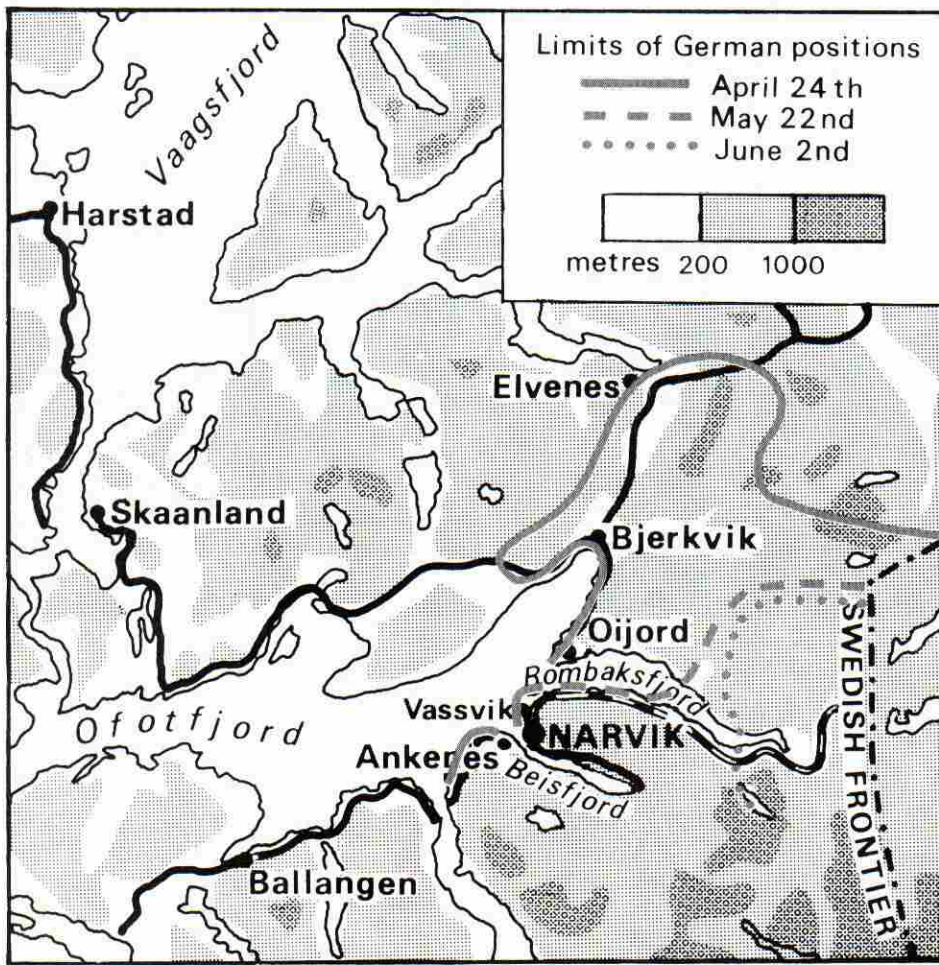 Limits of German positions
April 24th
May 22nd
June 2nd
metres 200 1000
Vaagsfjord
Harstad
Elvenes
Skaanland
Bjerkvik
Oijord
Rombaksfjord
Vassvik
Ofotfjord
NARVIK
Ankenes
Beisfjord
Ballangen
SWEDISH FRONTIER